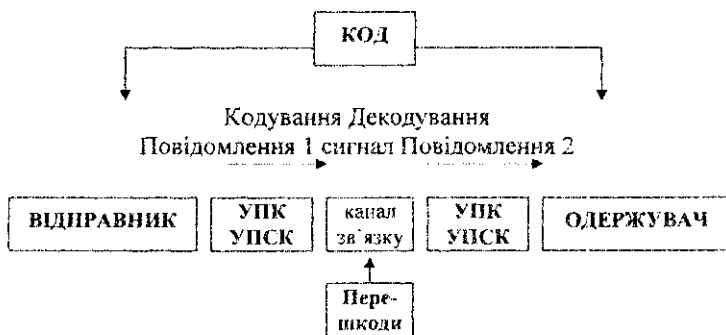 КОД
Кодування Декодування
Повідомлення 1 сигнал Повідомлення 2
ВІДПРАВНИК УПК канал УПК ОДЕРЖУВАЧ
УПСК зв`язку УПСК
Пере-
шкоди